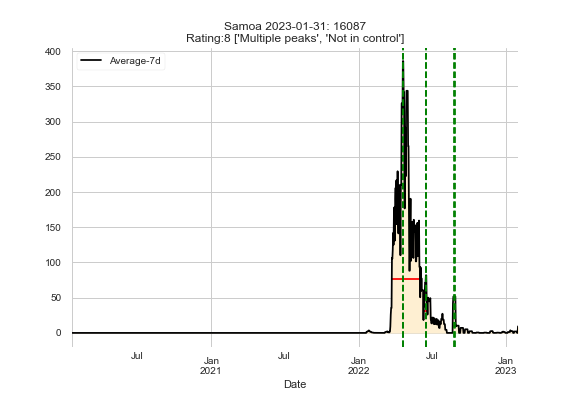 Samoa 2023-01-31: 16087
Rating:8 ['Multiple peaks', 'Not in control']
400
Average-7d
350
300
250
200
150
100
50
0
Jul Jan Jul Jan Jul Jan
2021 2022 2023
Date